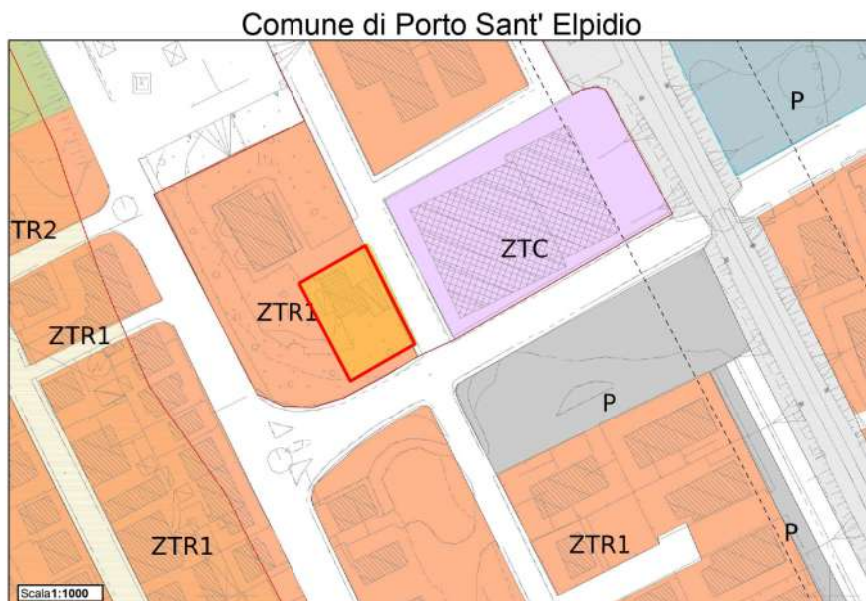 Comune di Porto Sant' Elpidio
P
TR2
ZTC
ZTR1
ZTR1
P
P
ZTR1
ZTR1
Scala1:1000